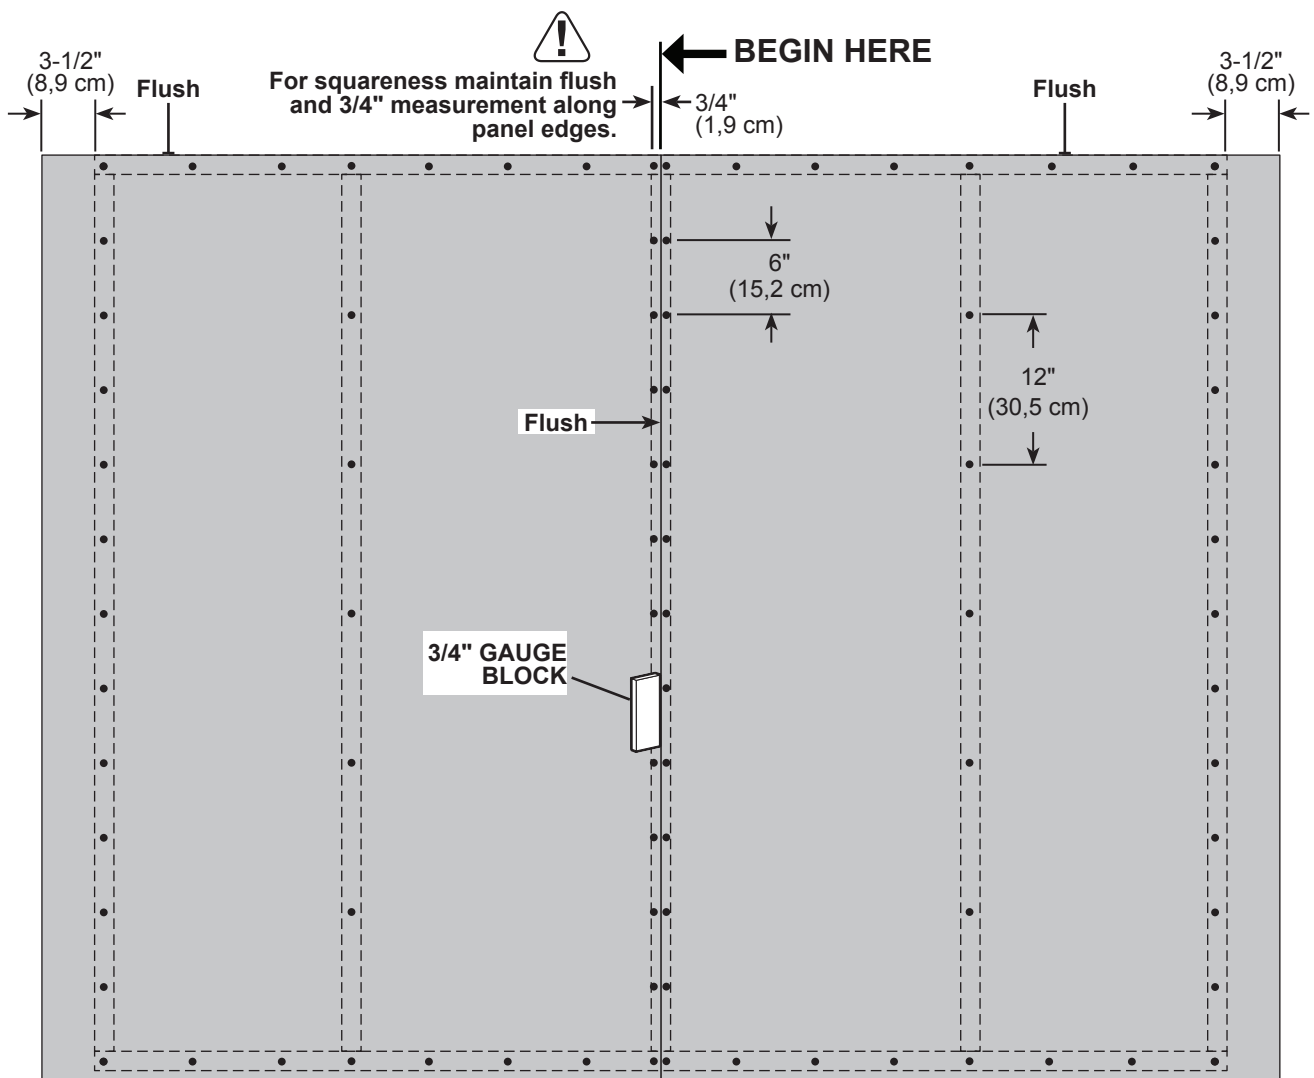 3-1/2"
(8,9 cm)
Flush
!
For squareness maintain flush
and 3/4" measurement along
panel edges.
BEGIN HERE
3/4"
(1,9 cm)
Flush
3-1/2"
(8,9 cm)
6"
(15,2 cm)
12"
(30,5 cm)
Flush
3/4" GAUGE
BLOCK